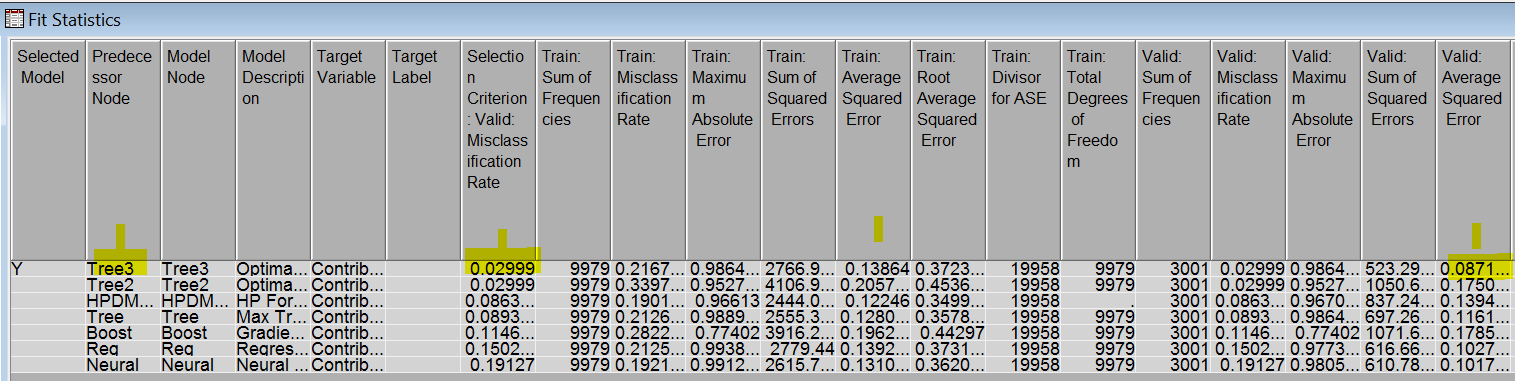 Fit Statistics
Selected Model Predecessor Node Model Node Model Description Target Variable Target Label Selection Criterion: Valid: Misclassification Rate Train: Sum of Frequencies Train: Misclassification Rate Train: Maximum Absolute Error Train: Sum of Squared Errors Train: Average Squared Error Train: Root Average Squared Error Train: Divisor for ASE Train: Total Degrees of Freedom Valid: Sum of Frequencies Valid: Misclassification Rate Valid: Maximum Absolute Error Valid: Sum of Squared Errors Valid: Average Squared Error
Y Tree3 Tree3 Optima... Contrib... 0.02999 9979 0.2167... 0.9864... 2766.9... 0.13864 0.3723... 19958 9979 3001 0.02999 0.9864... 523.29... 0.0871...
Tree2 Tree2 Optima... Contrib... 0.02999 9979 0.3397... 0.9527... 4106.9... 0.2057... 0.4536... 19958 9979 3001 0.02999 0.9527... 1050.6... 0.1750...
HPDM... HPDM... HP For... Contrib... 0.0863... 9979 0.1901... 0.96613 2444.0... 0.12246 0.3499... 19958 . 3001 0.0863... 0.9670... 837.24... 0.1394...
Tree Tree Max Tr... Contrib... 0.0893... 9979 0.2126... 0.9889... 2555.3... 0.1280... 0.3578... 19958 9979 3001 0.0893... 0.9864... 697.26... 0.1161...
Boost Boost Gradie... Contrib... 0.1146... 9979 0.2822... 0.77402 3916.2... 0.1962... 0.44297 19958 9979 3001 0.1146... 0.77402 1071.6... 0.1785...
Reg Reg Regres... Contrib... 0.1502... 9979 0.2125... 0.9938... 2779.44 0.1392... 0.3731... 19958 9979 3001 0.1502... 0.9773... 616.66... 0.1027...
Neural Neural Neural ... Contrib... 0.19127 9979 0.1921... 0.9912... 2615.7... 0.1310... 0.3620... 19958 9979 3001 0.19127 0.9805... 610.78... 0.1017...